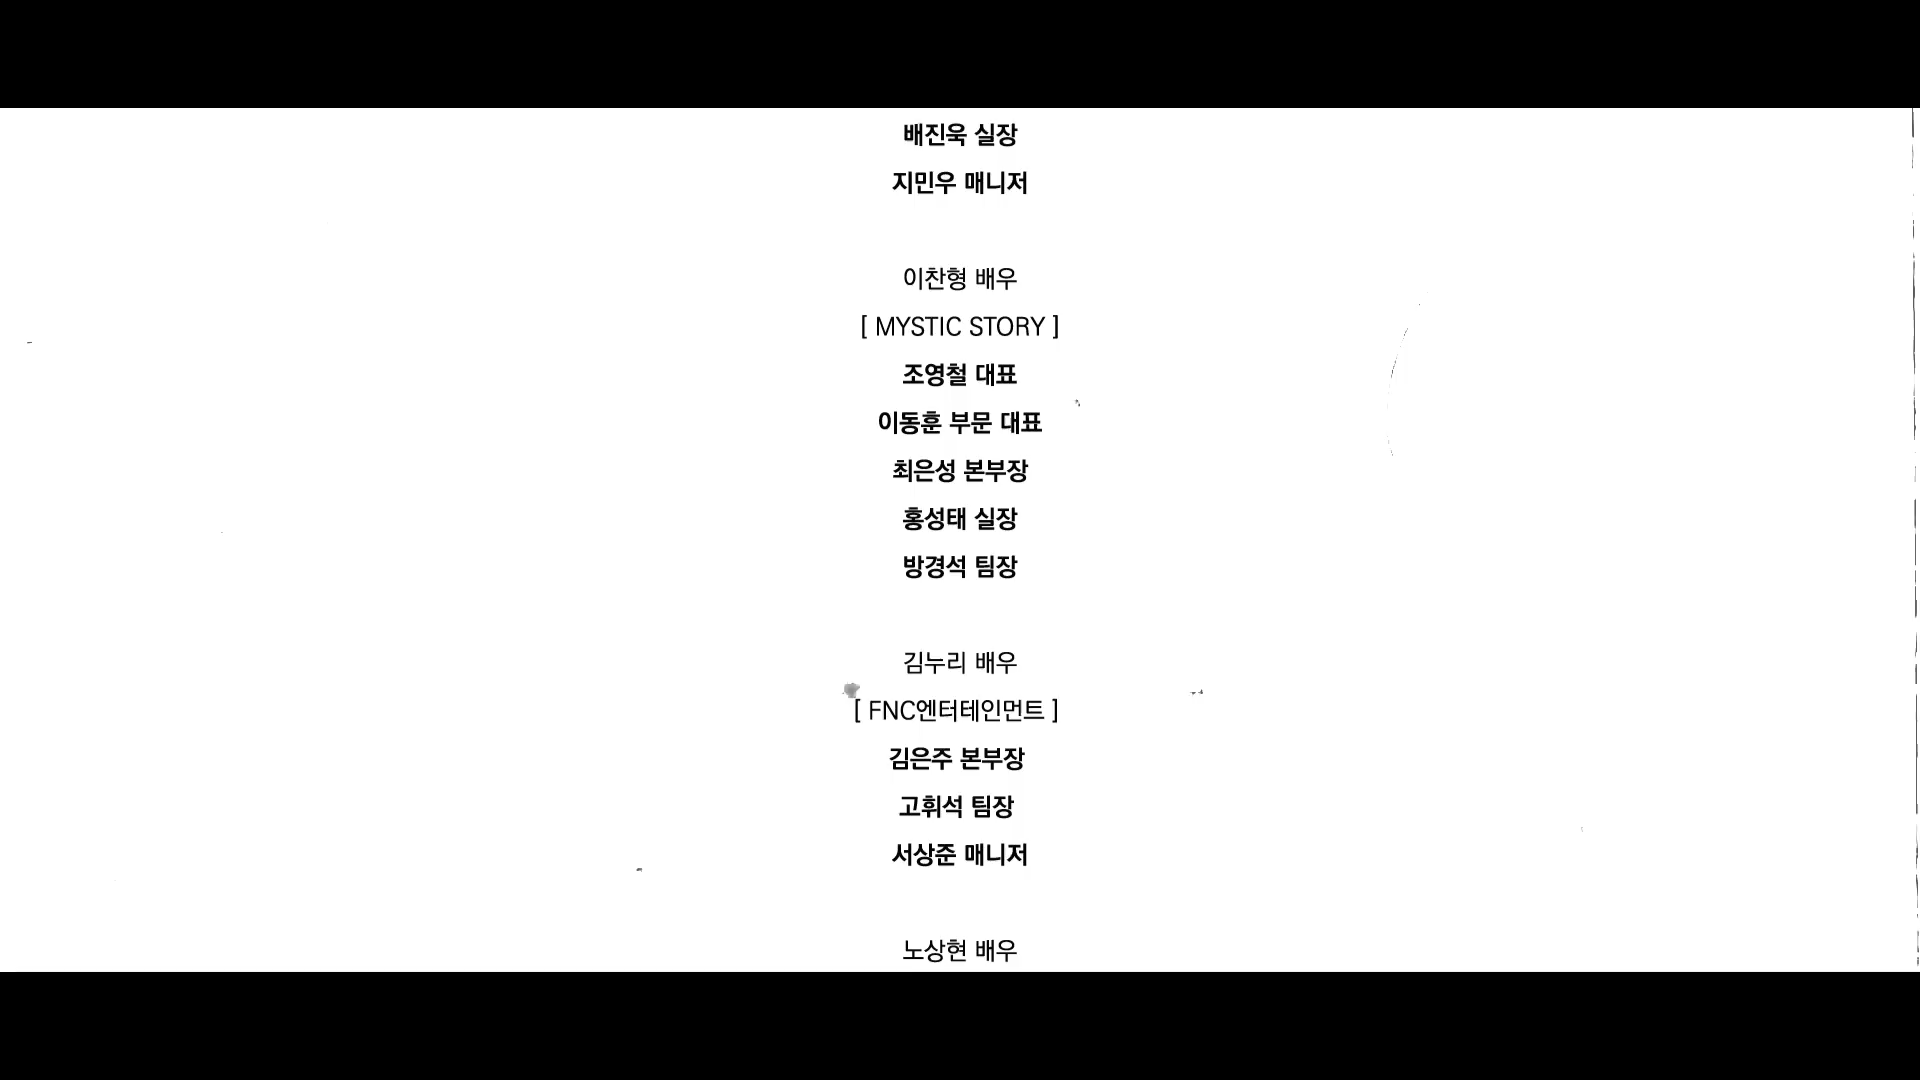 배진욱 실장
지민우 매니저
이찬형 배우
[ MYSTIC STORY ]
조영철 대표
이동훈 부문 대표
최은성 본부장
홍성태 실장
방경석 팀장
김누리 배우
[ FNC엔터테인먼트 ]
김은주 본부장
고휘석 팀장
서상준 매니저
노상현 배우